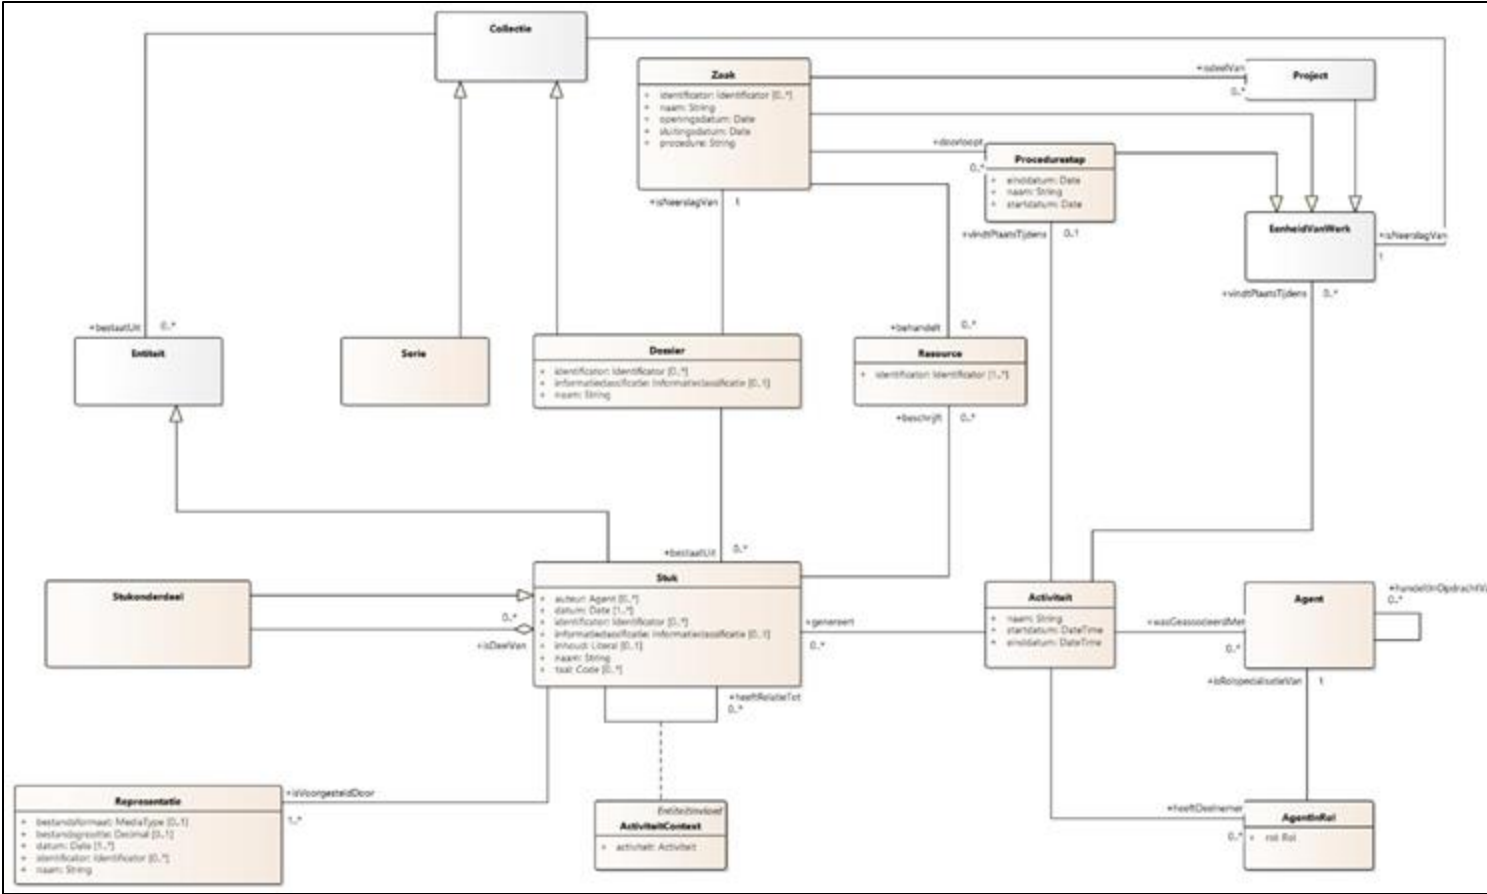 Collectie
Zaak
+ identificator: Identificator [0..*]
+ naam: String
+ openingsdatum: Date
+ sluitingsdatum: Date
+ procedure: String
+isdeelVan
0..*
Project
+doorloopt
0..*
Procedurestap
+ einddatum: Date
+ naam: String
+ startdatum: Date
+isNeerslagVan
1
+vindtPlaatsTijdens
0..1
EenheidVanWerk
+isNeerslagVan
1
+vindtPlaatsTijdens
0..*
+bestaatUit
0..*
Entiteit
Serie
Dossier
+ identificator: Identificator [0..*]
+ informatieclassificatie: Informatieclassificatie [0..1]
+ naam: String
+behandelt
0..*
Resource
+ identificator: Identificator [1..*]
+beschrijft
0..*
+bestaatUit
0..*
Stukonderdeel
0..*
+isDeelVan
Stuk
+ auteur: Agent [0..*]
+ datum: Date [1..*]
+ identificator: Identificator [0..*]
+ informatieclassificatie: Informatieclassificatie [0..1]
+ inhoud: Literal [0..1]
+ naam: String
+ taal: Code [0..*]
+genereert
0..*
Activiteit
+ naam: String
+ startdatum: DateTime
+ einddatum: DateTime
+wasGeassocieerdMet
0..*
Agent
+handeltInOpdrachtVa
0..*
+isRolspecialisatieVan
1
+heeftRelatieTot
0..*
+isVoorgesteldDoor
1..*
Representatie
+ bestandsformaat: MediaType [0..1]
+ bestandsgrootte: Decimal [0..1]
+ datum: Date [1..*]
+ identificator: Identificator [0..*]
+ naam: String
ActiviteitContext
+ activiteit: Activiteit
+heeftDeelnemer
0..*
AgentInRol
+ rol: Rol